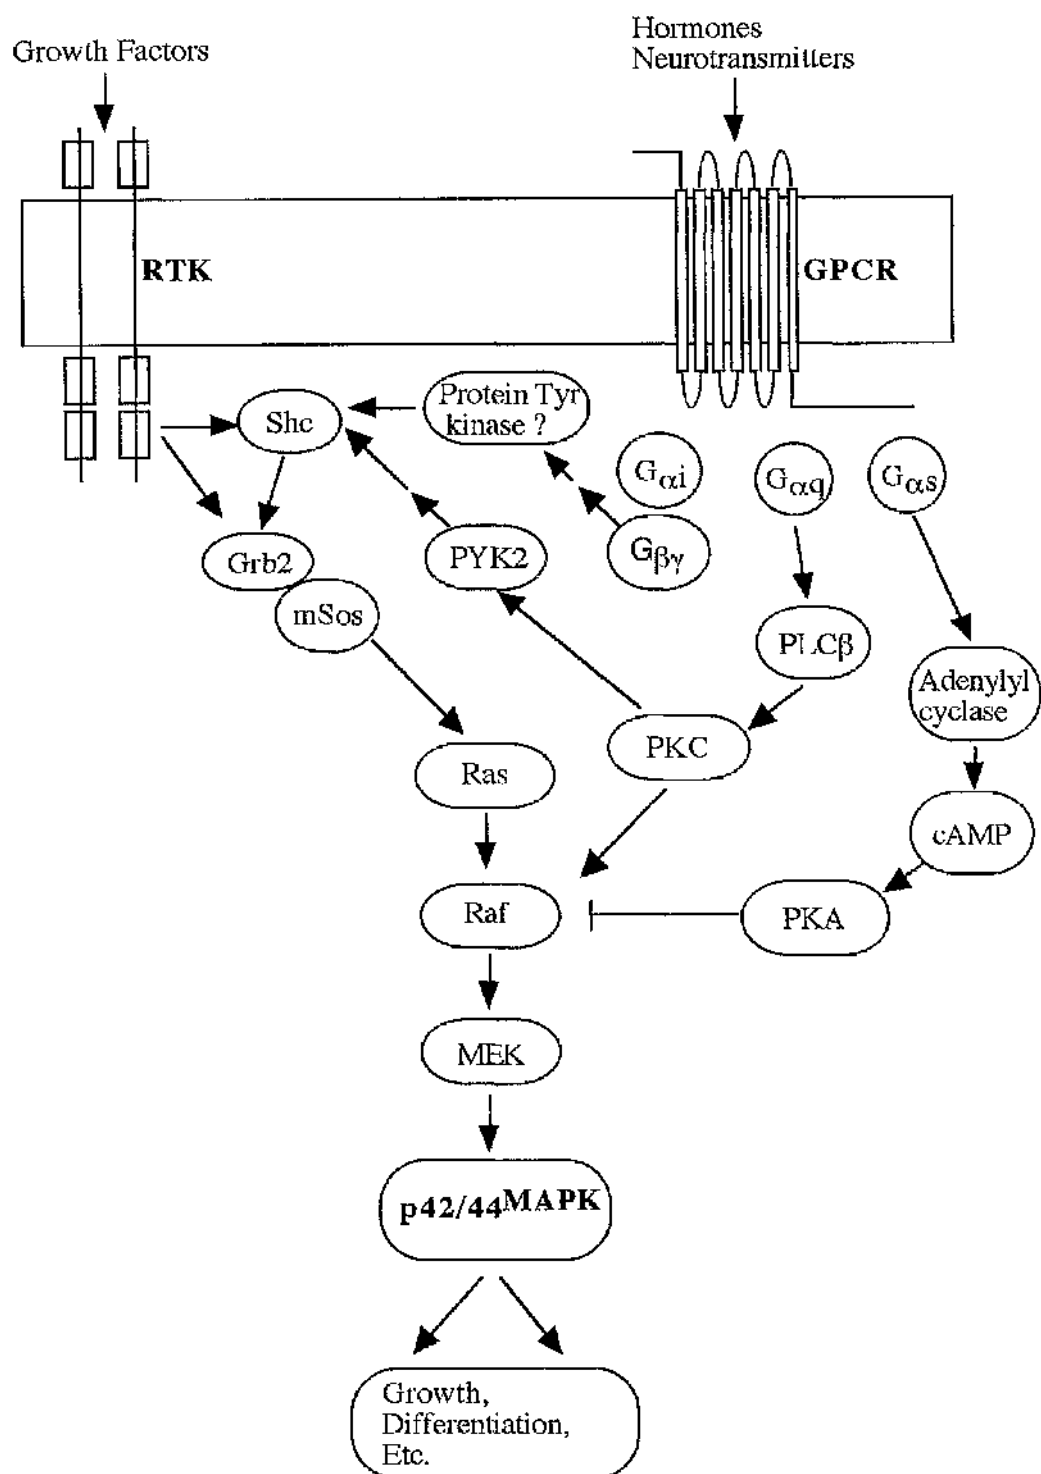 Growth Factors
Hormones
Neurotransmitters
RTK
GPCR
Shc
Protein Tyr
kinase ?
Gαi
Gαq
Gαs
Grb2
PYK2
Gβγ
mSos
PLCβ
Adenylyl
cyclase
PKC
Ras
cAMP
Raf
PKA
MEK
p42/44MAPK
Growth,
Differentiation,
Etc.